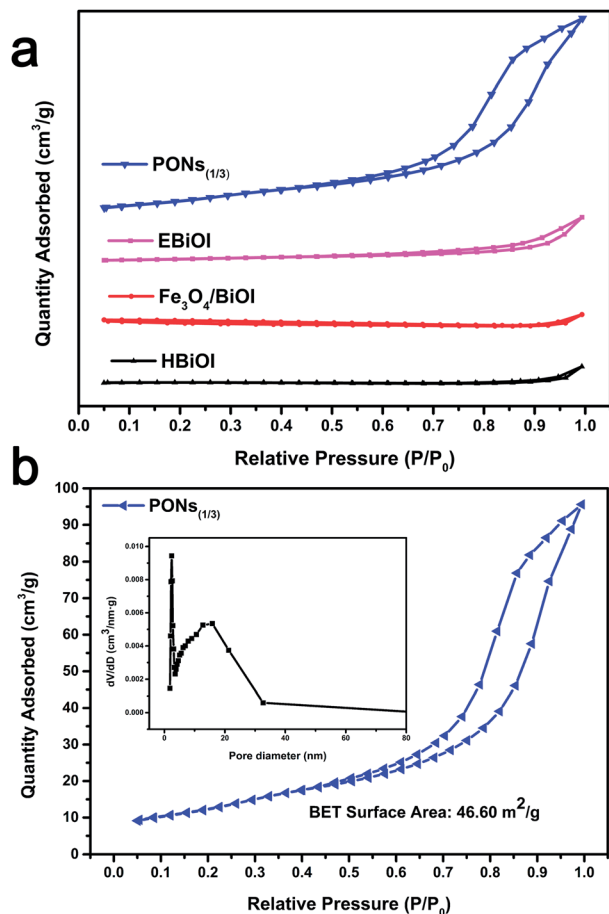 a
Quantity Adsorbed (cm³/g)
PONs₍₁/₃₎
EBiOI
Fe₃O₄/BiOI
HBiOI
0.0 0.1 0.2 0.3 0.4 0.5 0.6 0.7 0.8 0.9 1.0
Relative Pressure (P/P₀)
b
Quantity Adsorbed (cm³/g)
100
90
80
70
60
50
40
30
20
10
0
PONs₍₁/₃₎
dV/dD (cm³/nm·g)
0.010
0.008
0.006
0.004
0.002
0.000
0 20 40 60 80
Pore diameter (nm)
BET Surface Area: 46.60 m²/g
0.0 0.1 0.2 0.3 0.4 0.5 0.6 0.7 0.8 0.9 1.0
Relative Pressure (P/P₀)